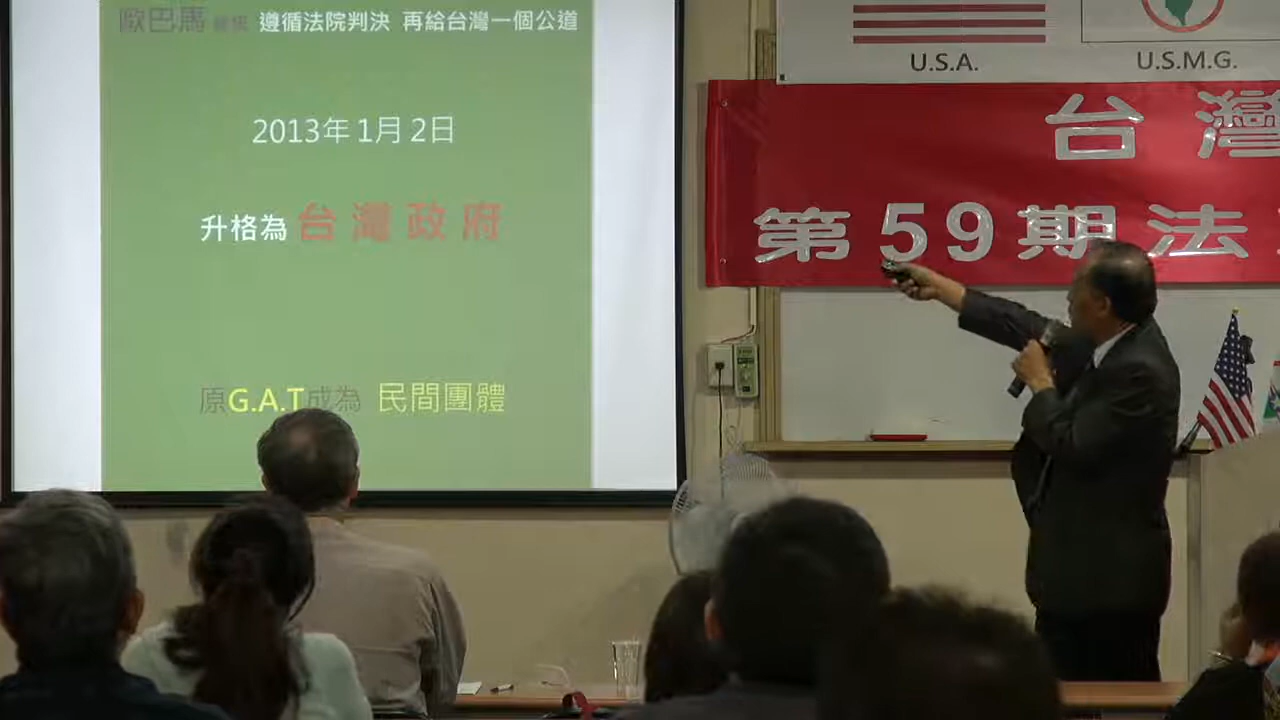 歐巴馬 總統 遵循法院判決 再給台灣一個公道
2013年1月2日
升格為 台灣政府
原G.A.T成為 民間團體
U.S.A.
U.S.M.G.
台灣
第59期法